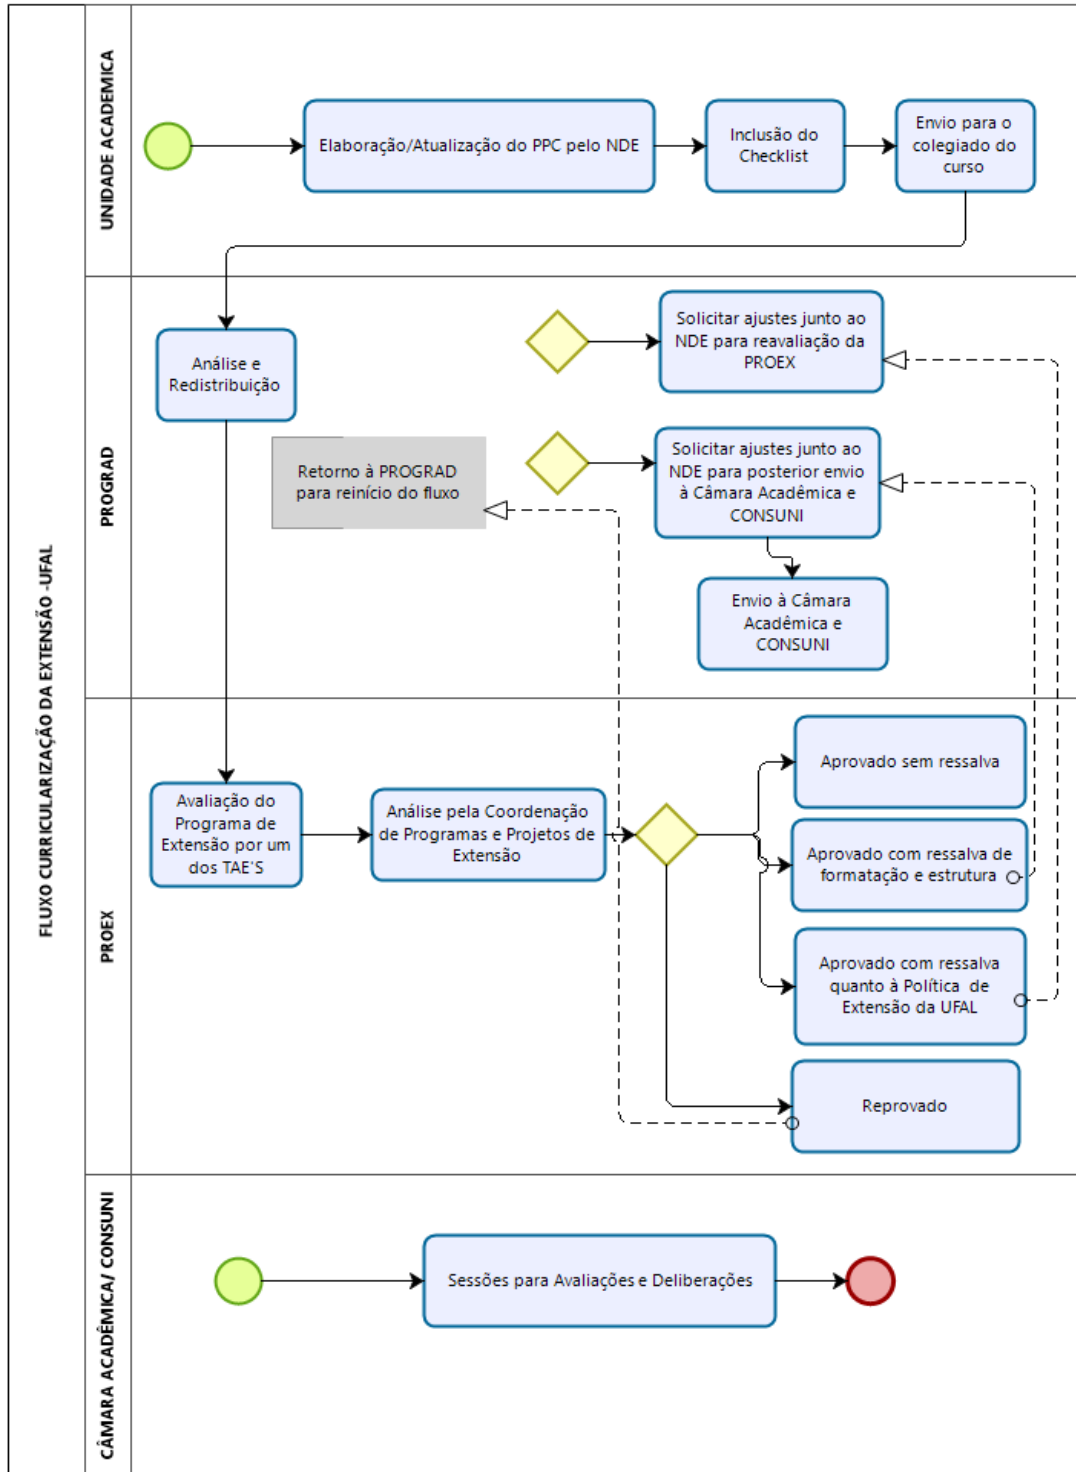 FLUXO CURRICULARIZAÇÃO DA EXTENSÃO -UFAL
UNIDADE ACADEMICA
Elaboração/Atualização do PPC pelo NDE
Inclusão do
Checklist
Envio para o
colegiado do
curso
PROGRAD
Análise e
Redistribuição
Solicitar ajustes junto ao
NDE para reavaliação da
PROEX
Retorno à PROGRAD
para reinício do fluxo
Solicitar ajustes junto ao
NDE para posterior envio
à Câmara Acadêmica e
CONSUNI
Envio à Câmara
Acadêmica e
CONSUNI
PROEX
Avaliação do
Programa de
Extensão por um
dos TAE'S
Análise pela Coordenação
de Programas e Projetos de
Extensão
Aprovado sem ressalva
Aprovado com ressalva de
formatação e estrutura
Aprovado com ressalva
quanto à Política de
Extensão da UFAL
Reprovado
CÂMARA ACADÊMICA/ CONSUNI
Sessões para Avaliações e Deliberações